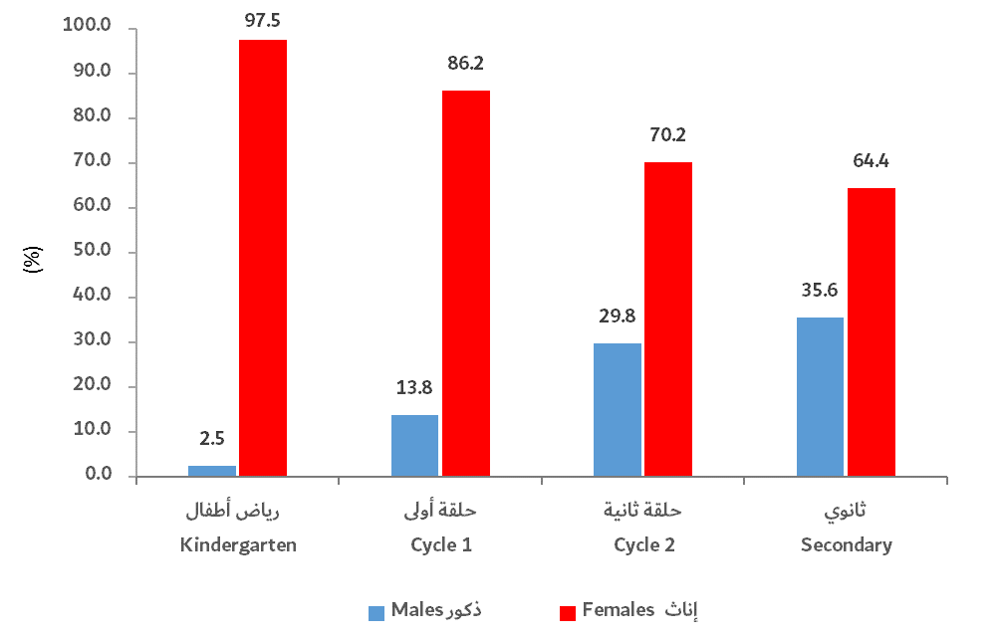 100.0
90.0
80.0
70.0
60.0
50.0
40.0
30.0
20.0
10.0
0.0
(%)
97.5
86.2
70.2
64.4
35.6
29.8
13.8
2.5
رياض أطفال
حلقة أولى
حلقة ثانية
ثانوي
Kindergarten
Cycle 1
Cycle 2
Secondary
Males ذكور
Females إناث